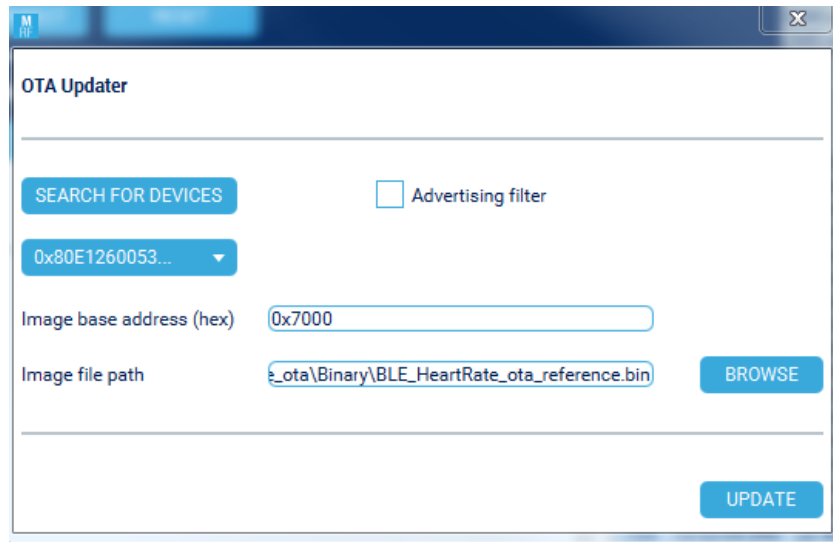 M
RF
OTA Updater
SEARCH FOR DEVICES
Advertising filter
0x80E1260053...
Image base address (hex)
0x7000
Image file path
e_ota\Binary\BLE_HeartRate_ota_reference.bin
BROWSE
UPDATE